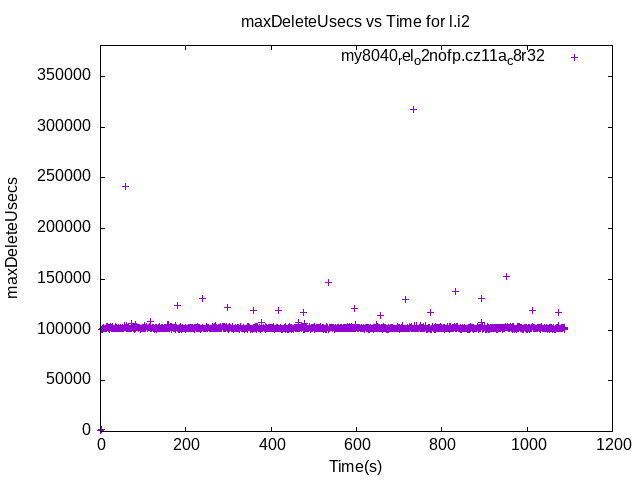 maxDeleteUsecs vs Time for l.i2
my8040relo2nofp.cz11ac8r32
350000
300000
250000
200000
150000
100000
50000
0
maxDeleteUsecs
0 200 400 600 800 1000 1200
Time(s)